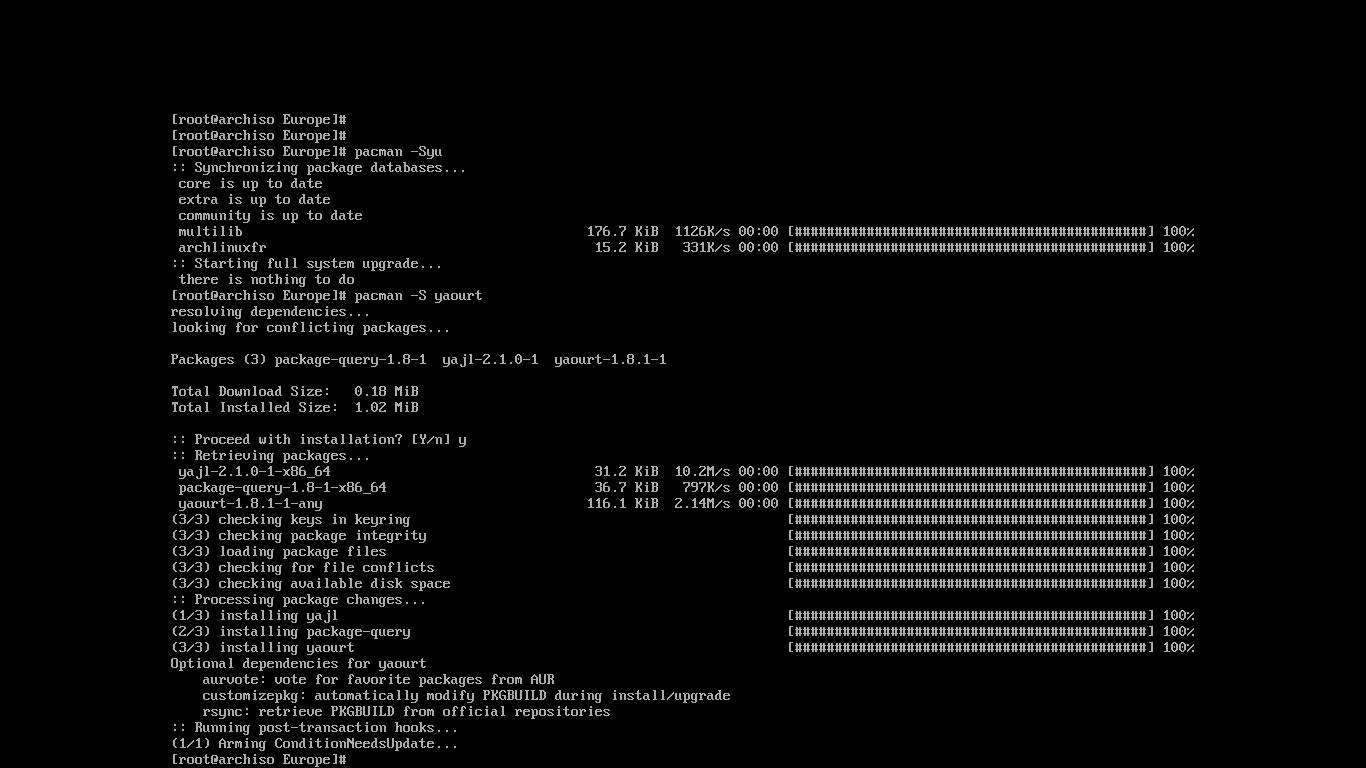 [root@archiso Europe]#
[root@archiso Europe]#
[root@archiso Europe]# pacman -Syu
:: Synchronizing package databases...
 core is up to date
 extra is up to date
 community is up to date
 multilib 176.7 KiB 1126K/s 00:00 [############################################] 100%
 archlinuxfr 15.2 KiB 331K/s 00:00 [############################################] 100%
:: Starting full system upgrade...
 there is nothing to do
[root@archiso Europe]# pacman -S yaourt
resolving dependencies...
looking for conflicting packages...

Packages (3) package-query-1.8-1  yajl-2.1.0-1  yaourt-1.8.1-1

Total Download Size:   0.18 MiB
Total Installed Size:  1.02 MiB

:: Proceed with installation? [Y/n] y
:: Retrieving packages...
 yajl-2.1.0-1-x86_64 31.2 KiB 10.2M/s 00:00 [############################################] 100%
 package-query-1.8-1-x86_64 36.7 KiB 797K/s 00:00 [############################################] 100%
 yaourt-1.8.1-1-any 116.1 KiB 2.14M/s 00:00 [############################################] 100%
(3/3) checking keys in keyring [############################################] 100%
(3/3) checking package integrity [############################################] 100%
(3/3) loading package files [############################################] 100%
(3/3) checking for file conflicts [############################################] 100%
(3/3) checking available disk space [############################################] 100%
:: Processing package changes...
(1/3) installing yajl [############################################] 100%
(2/3) installing package-query [############################################] 100%
(3/3) installing yaourt [############################################] 100%
Optional dependencies for yaourt
    aurvote: vote for favorite packages from AUR
    customizepkg: automatically modify PKGBUILD during install/upgrade
    rsync: retrieve PKGBUILD from official repositories
:: Running post-transaction hooks...
(1/1) Arming ConditionNeedsUpdate...
[root@archiso Europe]#